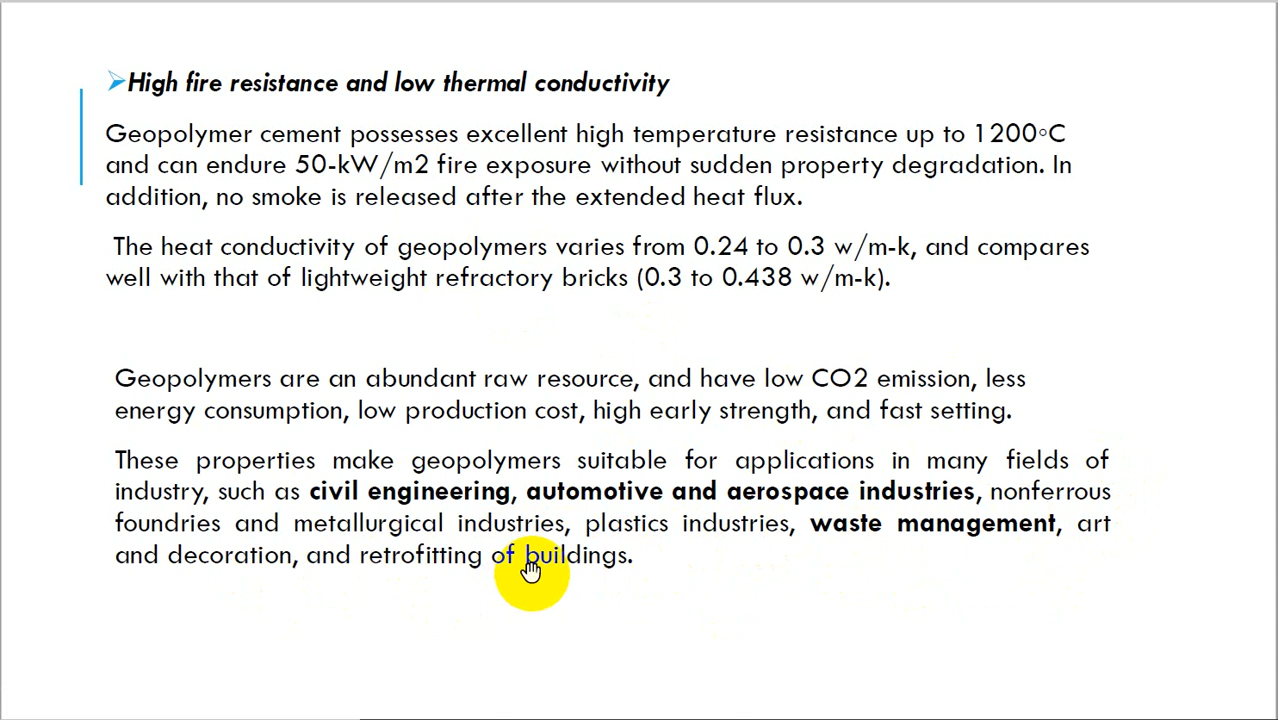 High fire resistance and low thermal conductivity
Geopolymer cement possesses excellent high temperature resistance up to 1200◦C
and can endure 50-kW/m2 fire exposure without sudden property degradation. In
addition, no smoke is released after the extended heat flux.
The heat conductivity of geopolymers varies from 0.24 to 0.3 w/m-k, and compares
well with that of lightweight refractory bricks (0.3 to 0.438 w/m-k).
Geopolymers are an abundant raw resource, and have low CO2 emission, less
energy consumption, low production cost, high early strength, and fast setting.
These properties make geopolymers suitable for applications in many fields of
industry, such as civil engineering, automotive and aerospace industries, nonferrous
foundries and metallurgical industries, plastics industries, waste management, art
and decoration, and retrofitting of buildings.